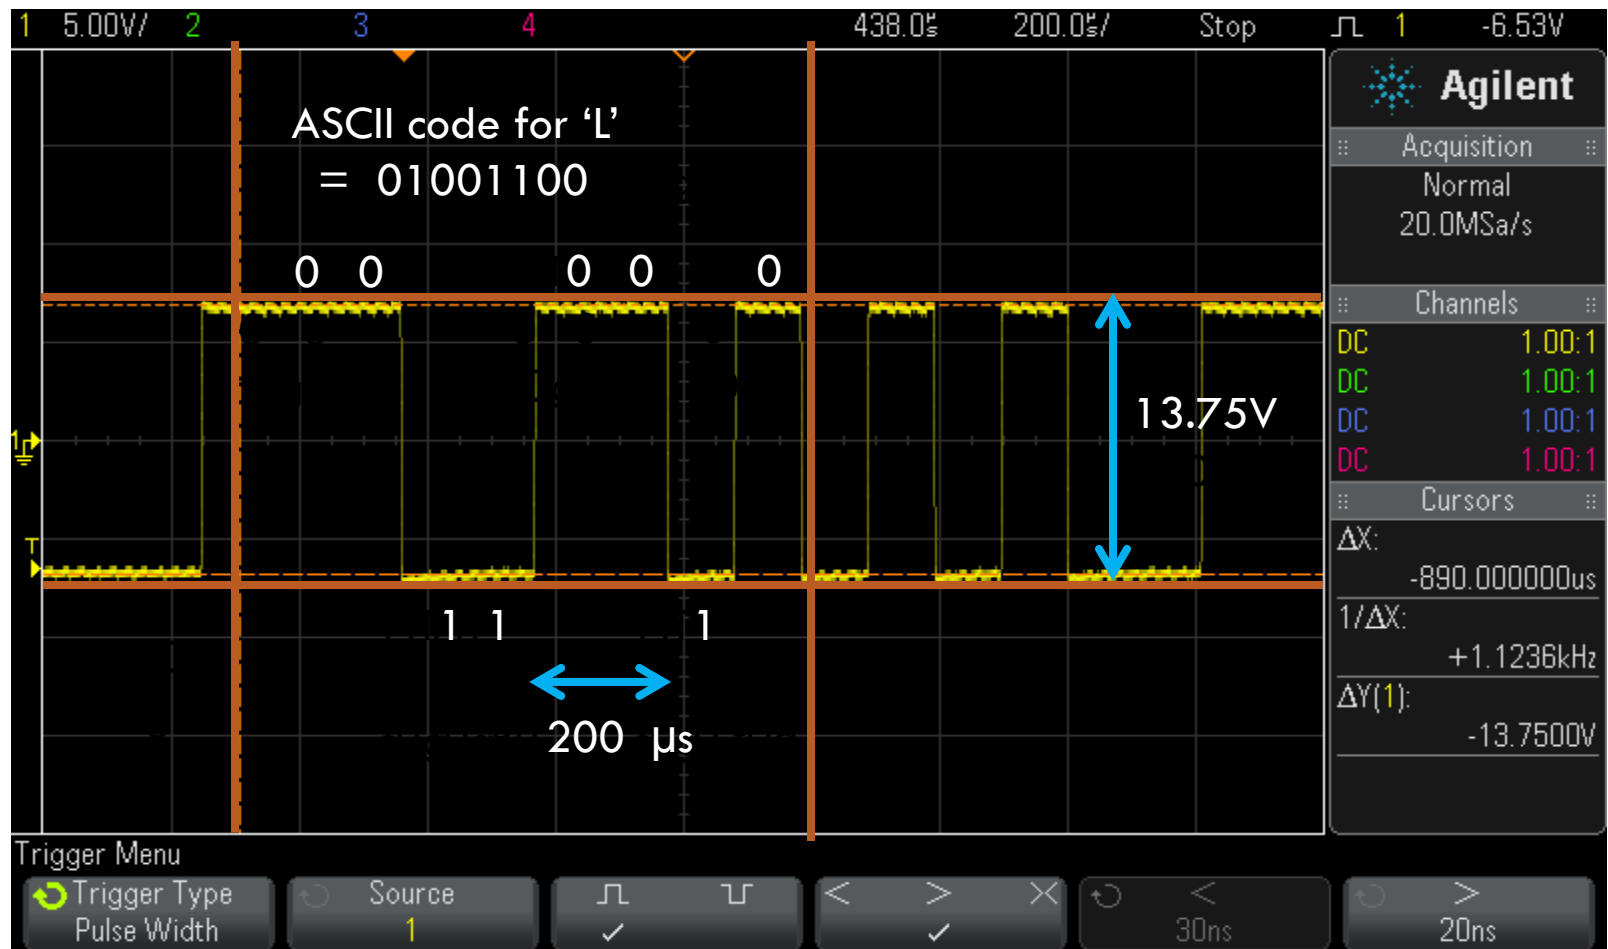 1 5.00V/ 2 3 4 438.0㎲ 200.0㎲/ Stop 1 -6.53V
Agilent
ASCII code for ‘L’
= 01001100
Acquisition
Normal
20.0MSa/s
0 0 0 0 0
Channels
DC 1.00:1
DC 1.00:1
DC 1.00:1
DC 1.00:1
13.75V
1
T
Cursors
ΔX:
-890.000000us
1/ΔX:
+1.1236kHz
ΔY(1):
-13.7500V
1 1 1
200 µs
Trigger Menu
Trigger Type
Pulse Width
Source
1
< > ><
<
30ns
>
20ns